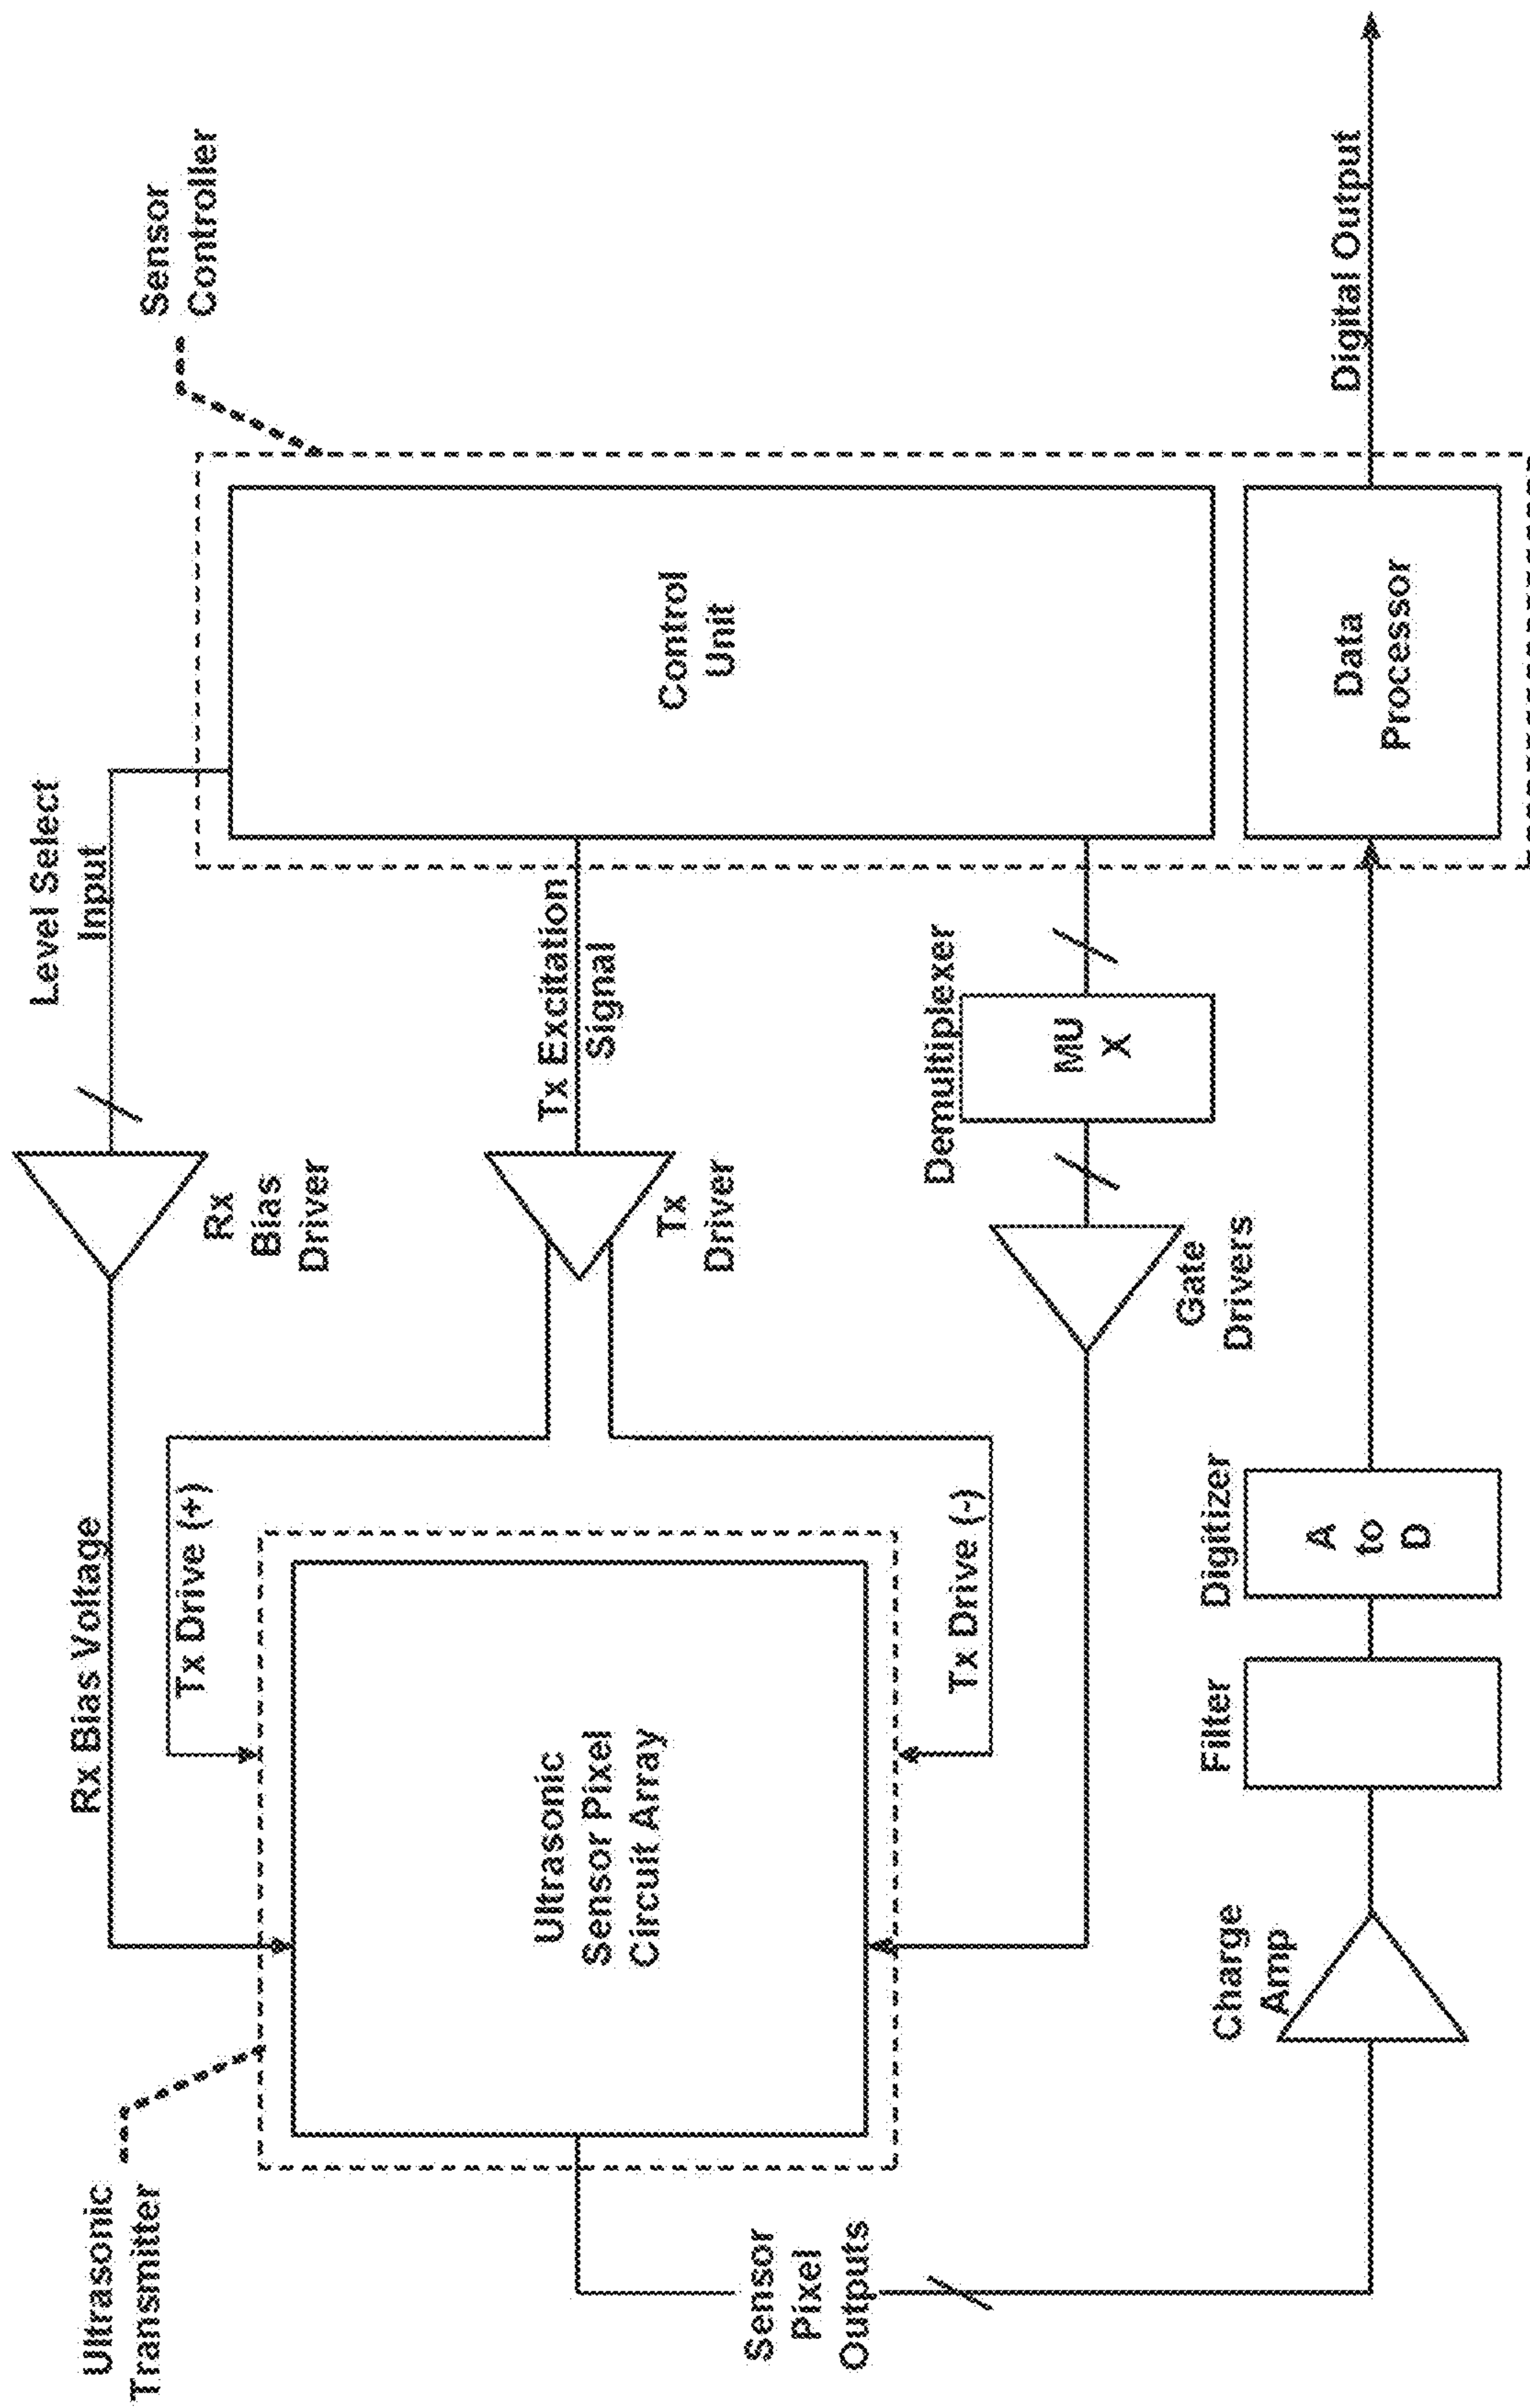 Ultrasonic
Transmitter
Rx Bias Voltage
Level Select
Input
Sensor
Controller
Rx
Bias
Driver
Tx Drive (+)
Tx Excitation
Signal
Tx
Driver
Ultrasonic
Sensor Pixel
Circuit Array
Control
Unit
Sensor
Pixel
Outputs
Tx Drive (-)
Demultiplexer
MU
X
Gate
Drivers
Charge
Amp
Filter
Digitizer
A
to
D
Data
Processor
Digital Output